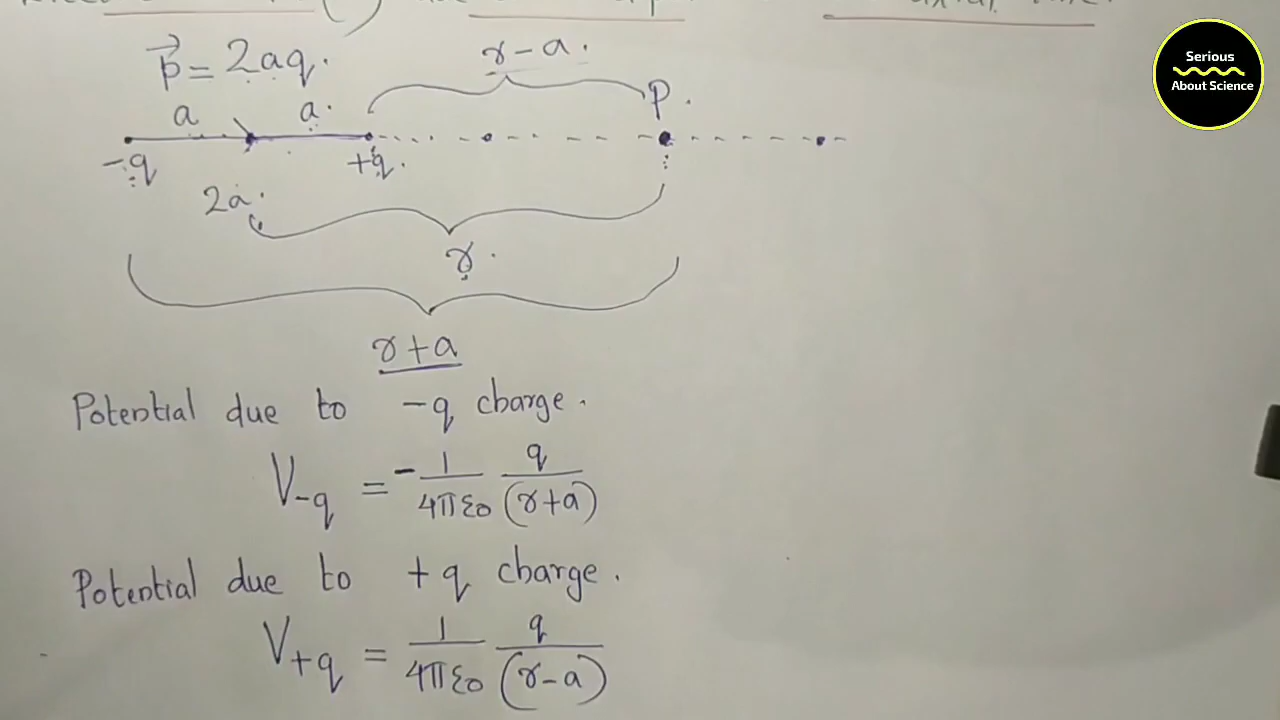 p⃗ = 2aq.
r-a.
a
a.
P.
-q
+q.
2a.
r.
r+a
Potential due to -q charge.
V-q = - 1/4πε0 q/(r+a)
Potential due to +q charge.
V+q = 1/4πε0 q/(r-a)
Serious
About Science